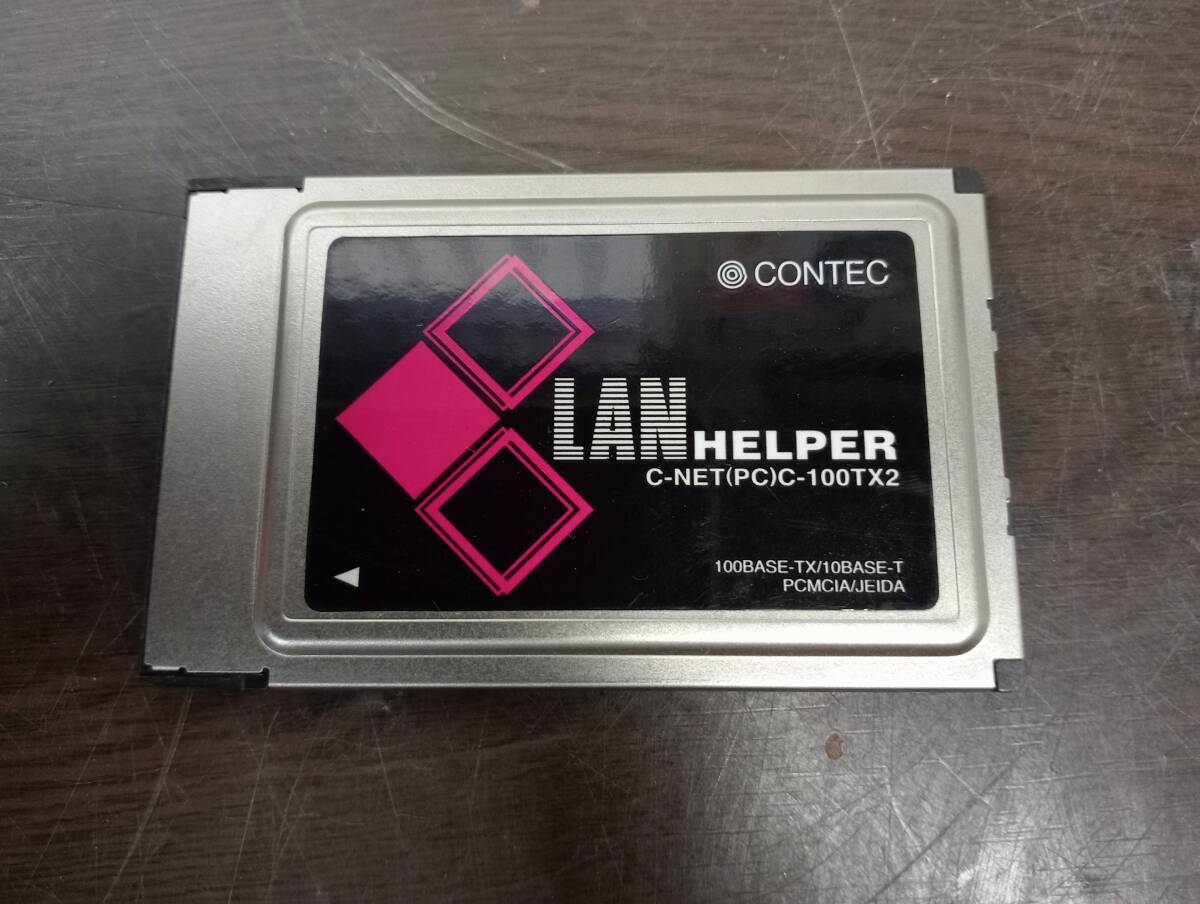 CONTEC
LAN HELPER
C-NET(PC)C-100TX2
100BASE-TX/10BASE-T
PCMCIA/JEIDA